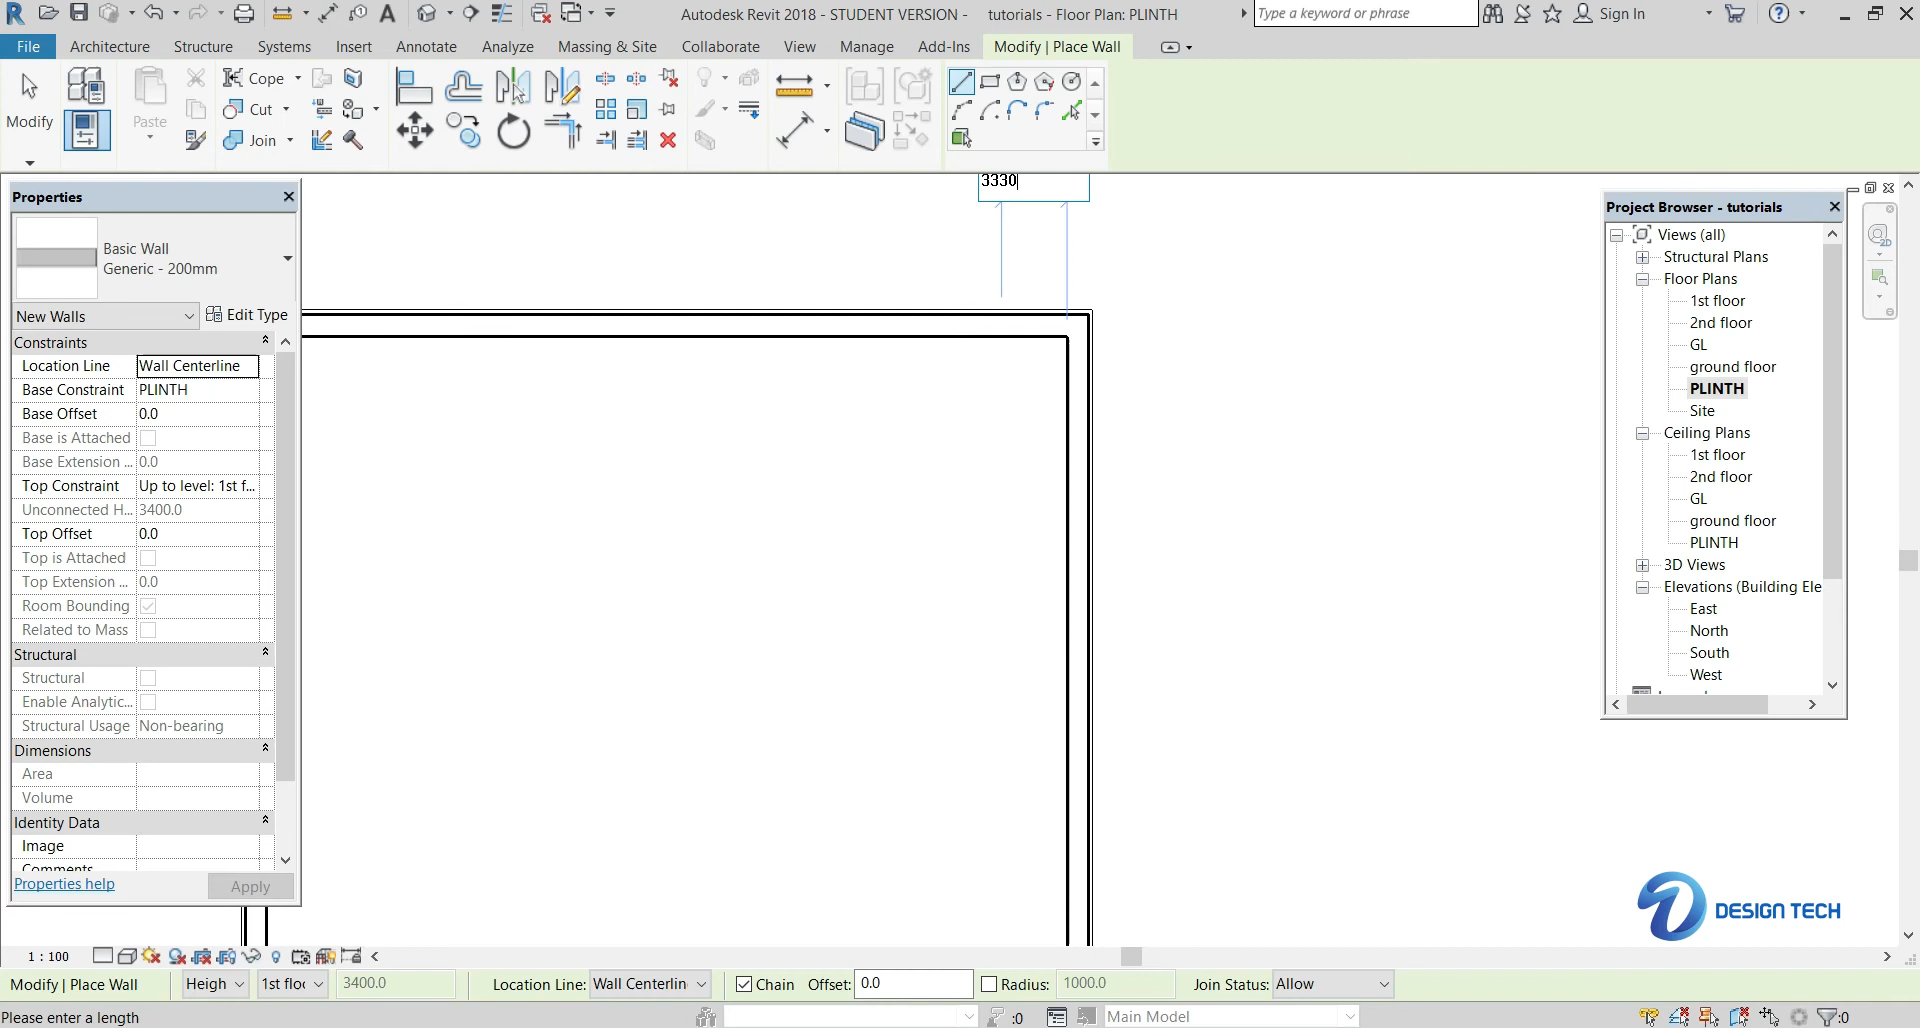 Autodesk Revit 2018 - STUDENT VERSION - tutorials - Floor Plan: PLINTH
Type a keyword or phrase
Sign In
File Architecture Structure Systems Insert Annotate Analyze Massing & Site Collaborate View Manage Add-Ins Modify | Place Wall
Modify
Paste
Cope
Cut
Join
3330
Properties
Basic Wall
Generic - 200mm
New Walls
Edit Type
Constraints
Location Line Wall Centerline
Base Constraint PLINTH
Base Offset 0.0
Base is Attached
Base Extension ... 0.0
Top Constraint Up to level: 1st f...
Unconnected H... 3400.0
Top Offset 0.0
Top is Attached
Top Extension ... 0.0
Room Bounding
Related to Mass
Structural
Structural
Enable Analytic...
Structural Usage Non-bearing
Dimensions
Area
Volume
Identity Data
Image
Comments
Properties help
Apply
Project Browser - tutorials
Views (all)
Structural Plans
Floor Plans
1st floor
2nd floor
GL
ground floor
PLINTH
Site
Ceiling Plans
1st floor
2nd floor
GL
ground floor
PLINTH
3D Views
Elevations (Building Ele
East
North
South
West
2D
DESIGN TECH
1 : 100
Modify | Place Wall Heigh 1st floo 3400.0 Location Line: Wall Centerlin Chain Offset: 0.0 Radius: 1000.0 Join Status: Allow
Please enter a length
:0
Main Model
:0